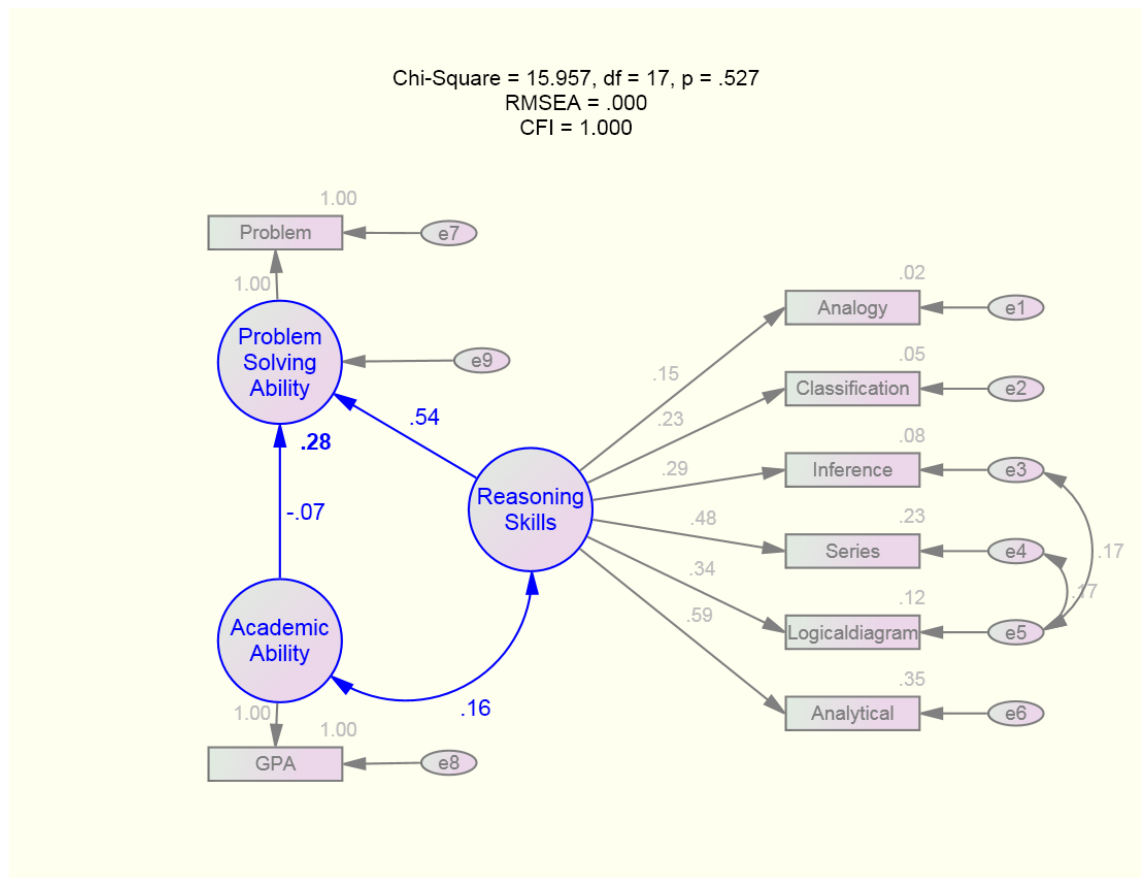 Chi-Square = 15.957, df = 17, p = .527
RMSEA = .000
CFI = 1.000
1.00
Problem
e7
1.00
Problem
Solving
Ability
e9
.28
.54
-.07
Reasoning
Skills
Academic
Ability
.16
1.00
1.00
GPA
e8
.02
Analogy
e1
.15
.05
Classification
e2
.23
.08
Inference
e3
.29
.23
Series
e4
.48
.12
Logicaldiagram
e5
.34
.35
Analytical
e6
.59
.17
.17